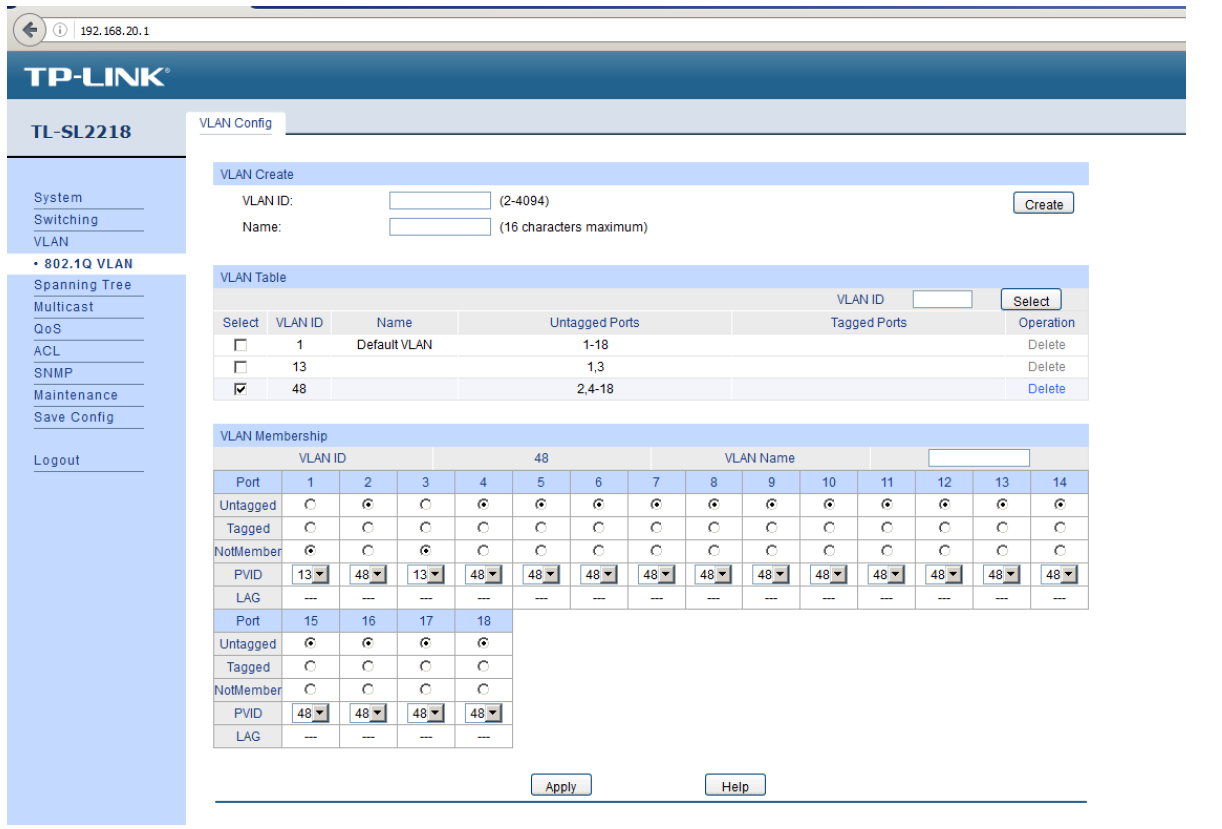 192.168.20.1
TP-LINK®
TL-SL2218
VLAN Config
System
Switching
VLAN
• 802.1Q VLAN
Spanning Tree
Multicast
QoS
ACL
SNMP
Maintenance
Save Config
Logout
VLAN Create
VLAN ID: (2-4094)
Create
Name: (16 characters maximum)
VLAN Table
VLAN ID Select
Select VLAN ID Name Untagged Ports Tagged Ports Operation
1 Default VLAN 1-18 Delete
13 1,3 Delete
48 2,4-18 Delete
VLAN Membership
VLAN ID 48 VLAN Name
Port 1 2 3 4 5 6 7 8 9 10 11 12 13 14
Untagged
Tagged
NotMember
PVID 13 48 13 48 48 48 48 48 48 48 48 48 48 48
LAG --- --- --- --- --- --- --- --- --- --- --- --- --- ---
Port 15 16 17 18
Untagged
Tagged
NotMember
PVID 48 48 48 48
LAG --- --- --- ---
Apply Help